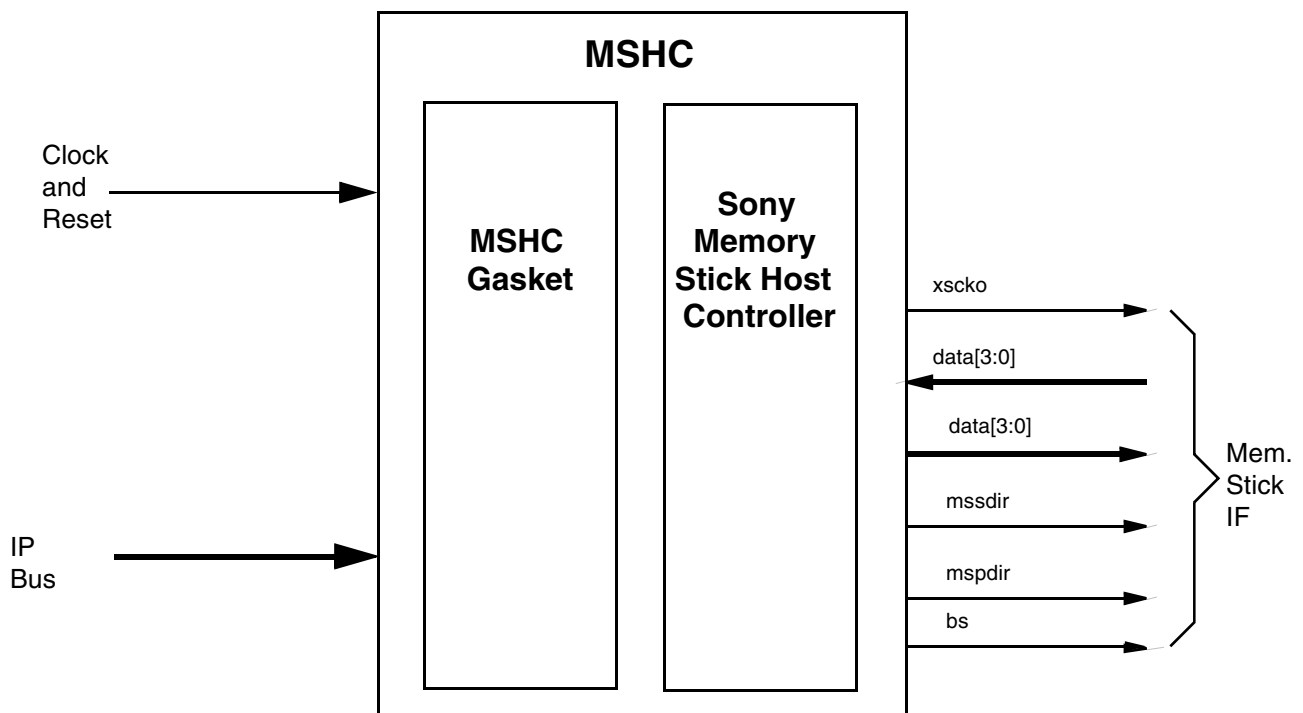 MSHC
Clock
and
Reset
MSHC
Gasket
Sony
Memory
Stick Host
Controller
xscko
data[3:0]
data[3:0]
mssdir
mspdir
bs
Mem.
Stick
IF
IP
Bus